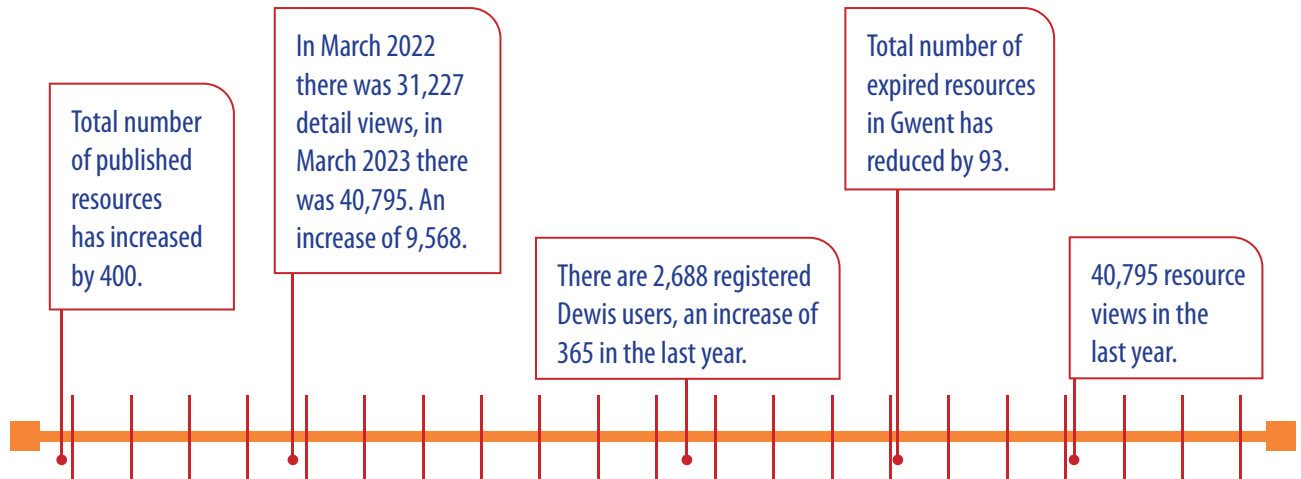 Total number
of published
resources
has increased
by 400.
In March 2022
there was 31,227
detail views, in
March 2023 there
was 40,795. An
increase of 9,568.
There are 2,688 registered
Dewis users, an increase of
365 in the last year.
Total number of
expired resources
in Gwent has
reduced by 93.
40,795 resource
views in the
last year.